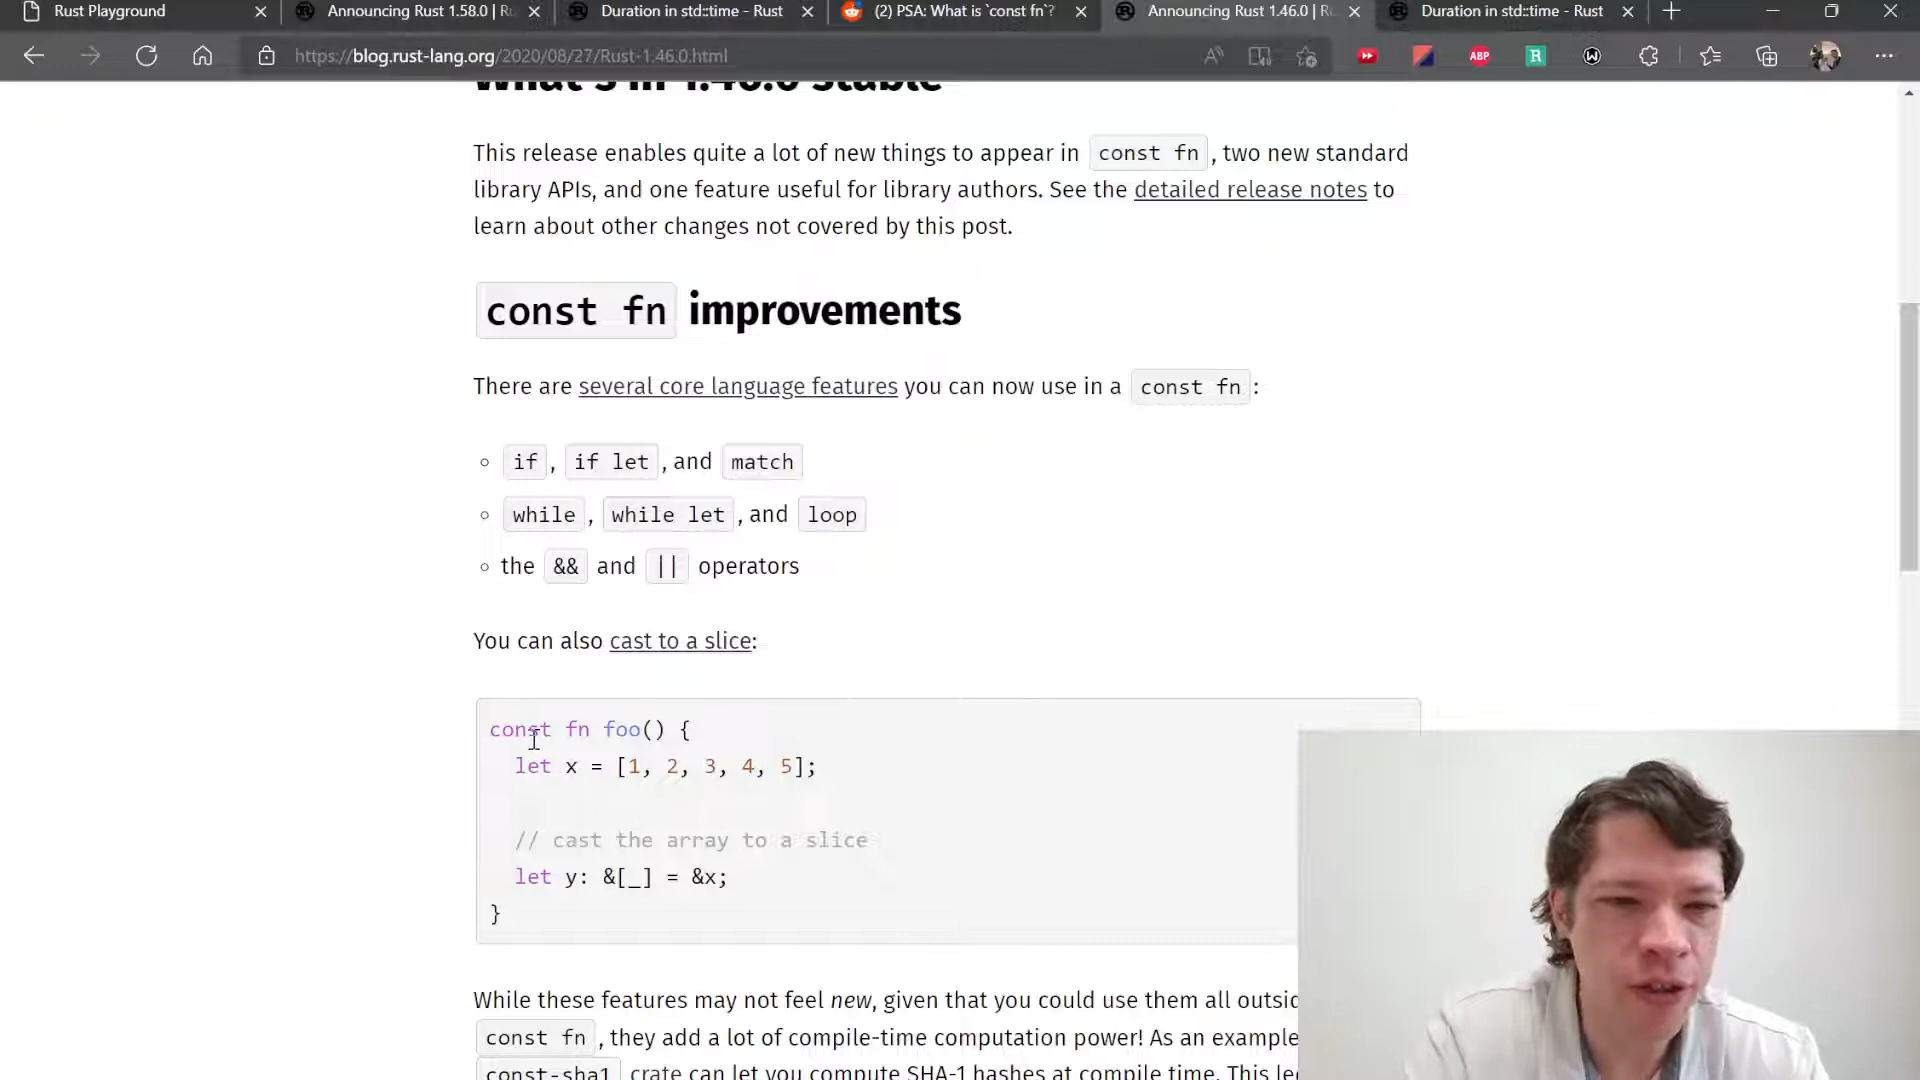 Rust Playground
Announcing Rust 1.58.0 | Ru
Duration in std::time - Rust
(2) PSA: What is `const fn`?
Announcing Rust 1.46.0 | Ru
Duration in std::time - Rust
https://blog.rust-lang.org/2020/08/27/Rust-1.46.0.html
ABP
R
What's in 1.46.0 stable
This release enables quite a lot of new things to appear in const fn, two new standard
library APIs, and one feature useful for library authors. See the detailed release notes to
learn about other changes not covered by this post.
const fn improvements
There are several core language features you can now use in a const fn:
if, if let, and match
while, while let, and loop
the && and || operators
You can also cast to a slice:
const fn foo() {
let x = [1, 2, 3, 4, 5];
// cast the array to a slice
let y: &[_] = &x;
}
While these features may not feel new, given that you could use them all outsid
const fn, they add a lot of compile-time computation power! As an example
const-sha1 crate can let you compute SHA-1 hashes at compile time. This le